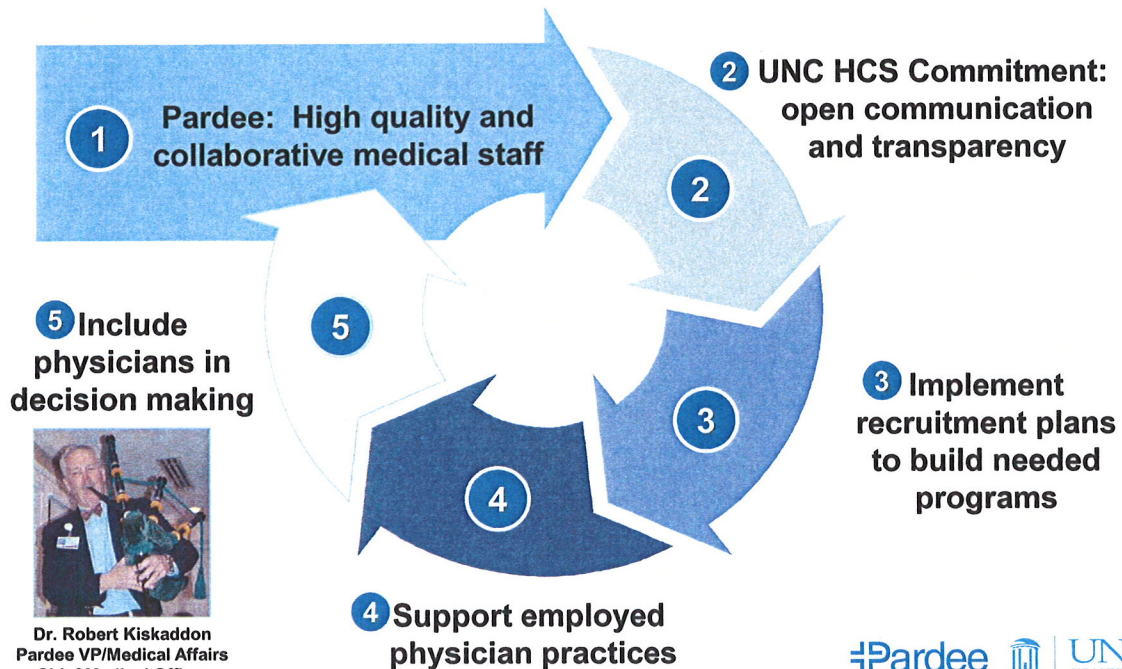 1
Pardee: High quality and
collaborative medical staff
2 UNC HCS Commitment:
open communication
and transparency
2
3
3 Implement
recruitment plans
to build needed
programs
4
4 Support employed
physician practices
5
5 Include
physicians in
decision making
Dr. Robert Kiskaddon
Pardee VP/Medical Affairs
Pardee